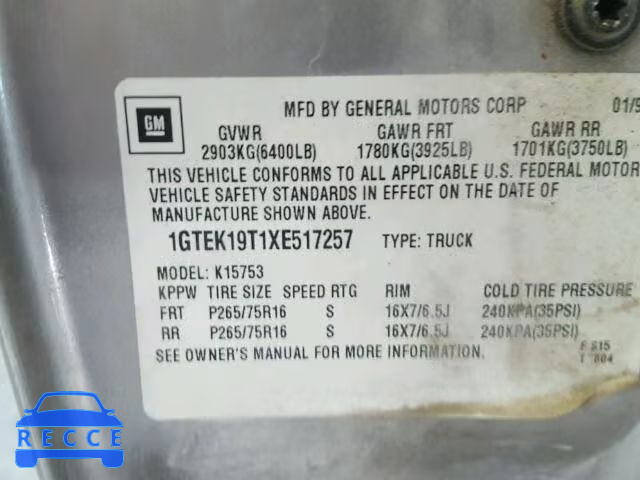 GM
MFD BY GENERAL MOTORS CORP 01/9
GVWR GAWR FRT GAWR RR
2903KG(6400LB) 1780KG(3925LB) 1701KG(3750LB)
THIS VEHICLE CONFORMS TO ALL APPLICABLE U.S. FEDERAL MOTOR
VEHICLE SAFETY STANDARDS IN EFFECT ON THE DATE OF
MANUFACTURE SHOWN ABOVE.
1GTEK19T1XE517257 TYPE: TRUCK
MODEL: K15753
KPPW TIRE SIZE SPEED RTG RIM COLD TIRE PRESSURE
FRT P265/75R16 S 16X7/6.5J 240KPA(35PSI)
RR P265/75R16 S 16X7/6.5J 240KPA(35PSI)
SEE OWNER'S MANUAL FOR MORE INFORMATION.
RECCE